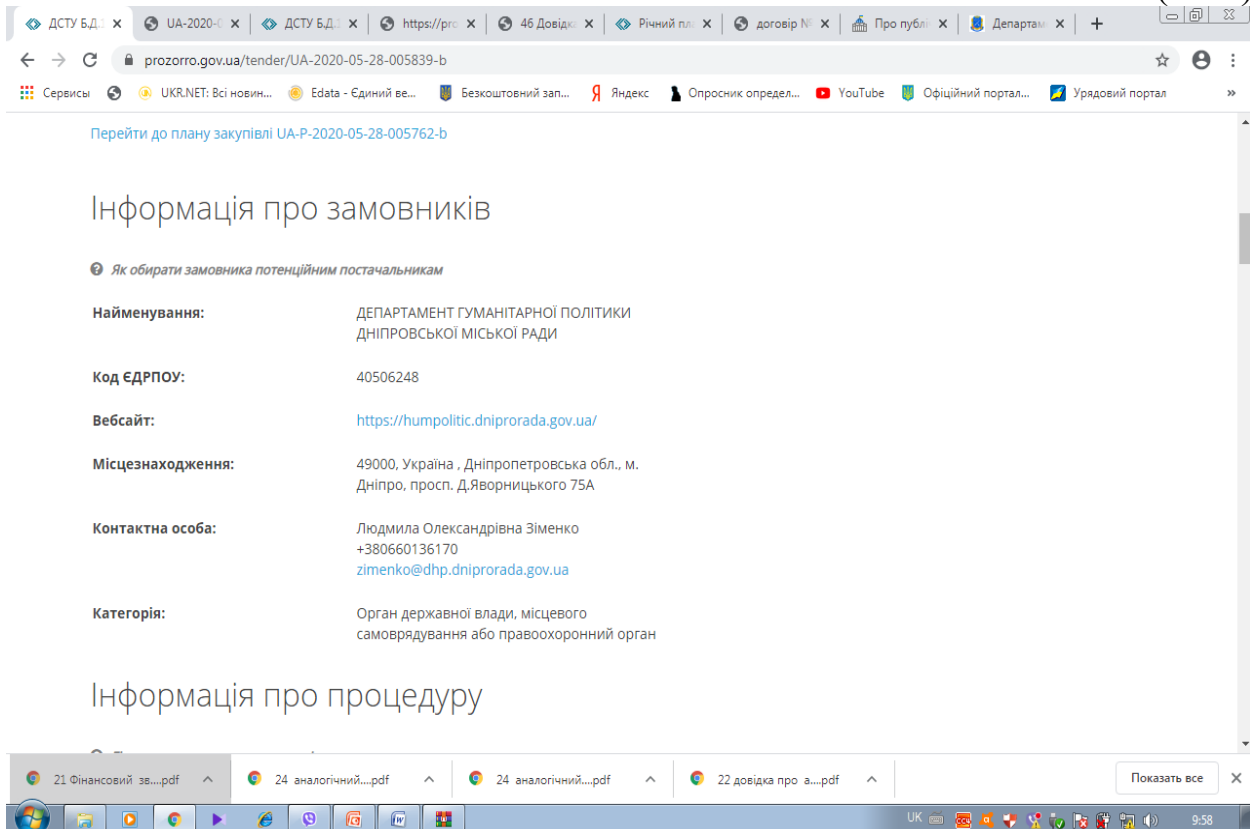 ДСТУ Б.Д.
UA-2020-0
ДСТУ Б.Д.
https://pro
46 Довідк
Річний пла
договір №
Про публі
Департам
prozorro.gov.ua/tender/UA-2020-05-28-005839-b
Сервисы
UKR.NET: Всі новин...
Edata - Єдиний ве...
Безкоштовний зап...
Яндекс
Опросник определ...
YouTube
Офіційний портал...
Урядовий портал
»
Перейти до плану закупівлі UA-P-2020-05-28-005762-b
Інформація про замовників
Як обирати замовника потенційним постачальникам
Найменування:
ДЕПАРТАМЕНТ ГУМАНІТАРНОЇ ПОЛІТИКИ
ДНІПРОВСЬКОЇ МІСЬКОЇ РАДИ
Код ЄДРПОУ:
40506248
Вебсайт:
https://humpolitic.dniprorada.gov.ua/
Місцезнаходження:
49000, Україна , Дніпропетровська обл., м.
Дніпро, просп. Д.Яворницького 75А
Контактна особа:
Людмила Олександрівна Зіменко
+380660136170
zimenko@dhp.dniprorada.gov.ua
Категорія:
Орган державної влади, місцевого
самоврядування або правоохоронний орган
Інформація про процедуру
21 Фінансовий зв....pdf
24 аналогічний....pdf
24 аналогічний....pdf
22 довідка про а....pdf
Показать все
UK
9:58